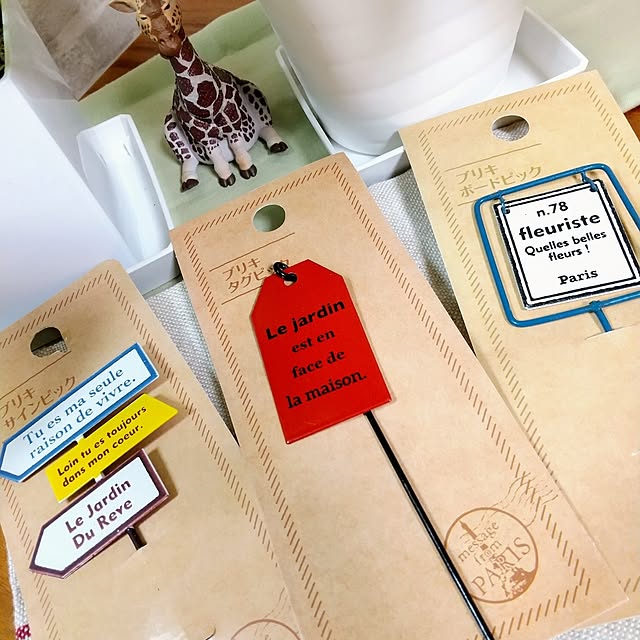 ブリキ
サインピック
Tu es ma seule
raison de vivre.
Loin tu es toujours
dans mon coeur.
Le Jardin
Du Reve
ブリキ
タグピック
Le jardin
est en
face de
la maison.
message
from
PARIS
ブリキ
ボードピック
n.78
fleuriste
Quelles belles
fleurs !
Paris